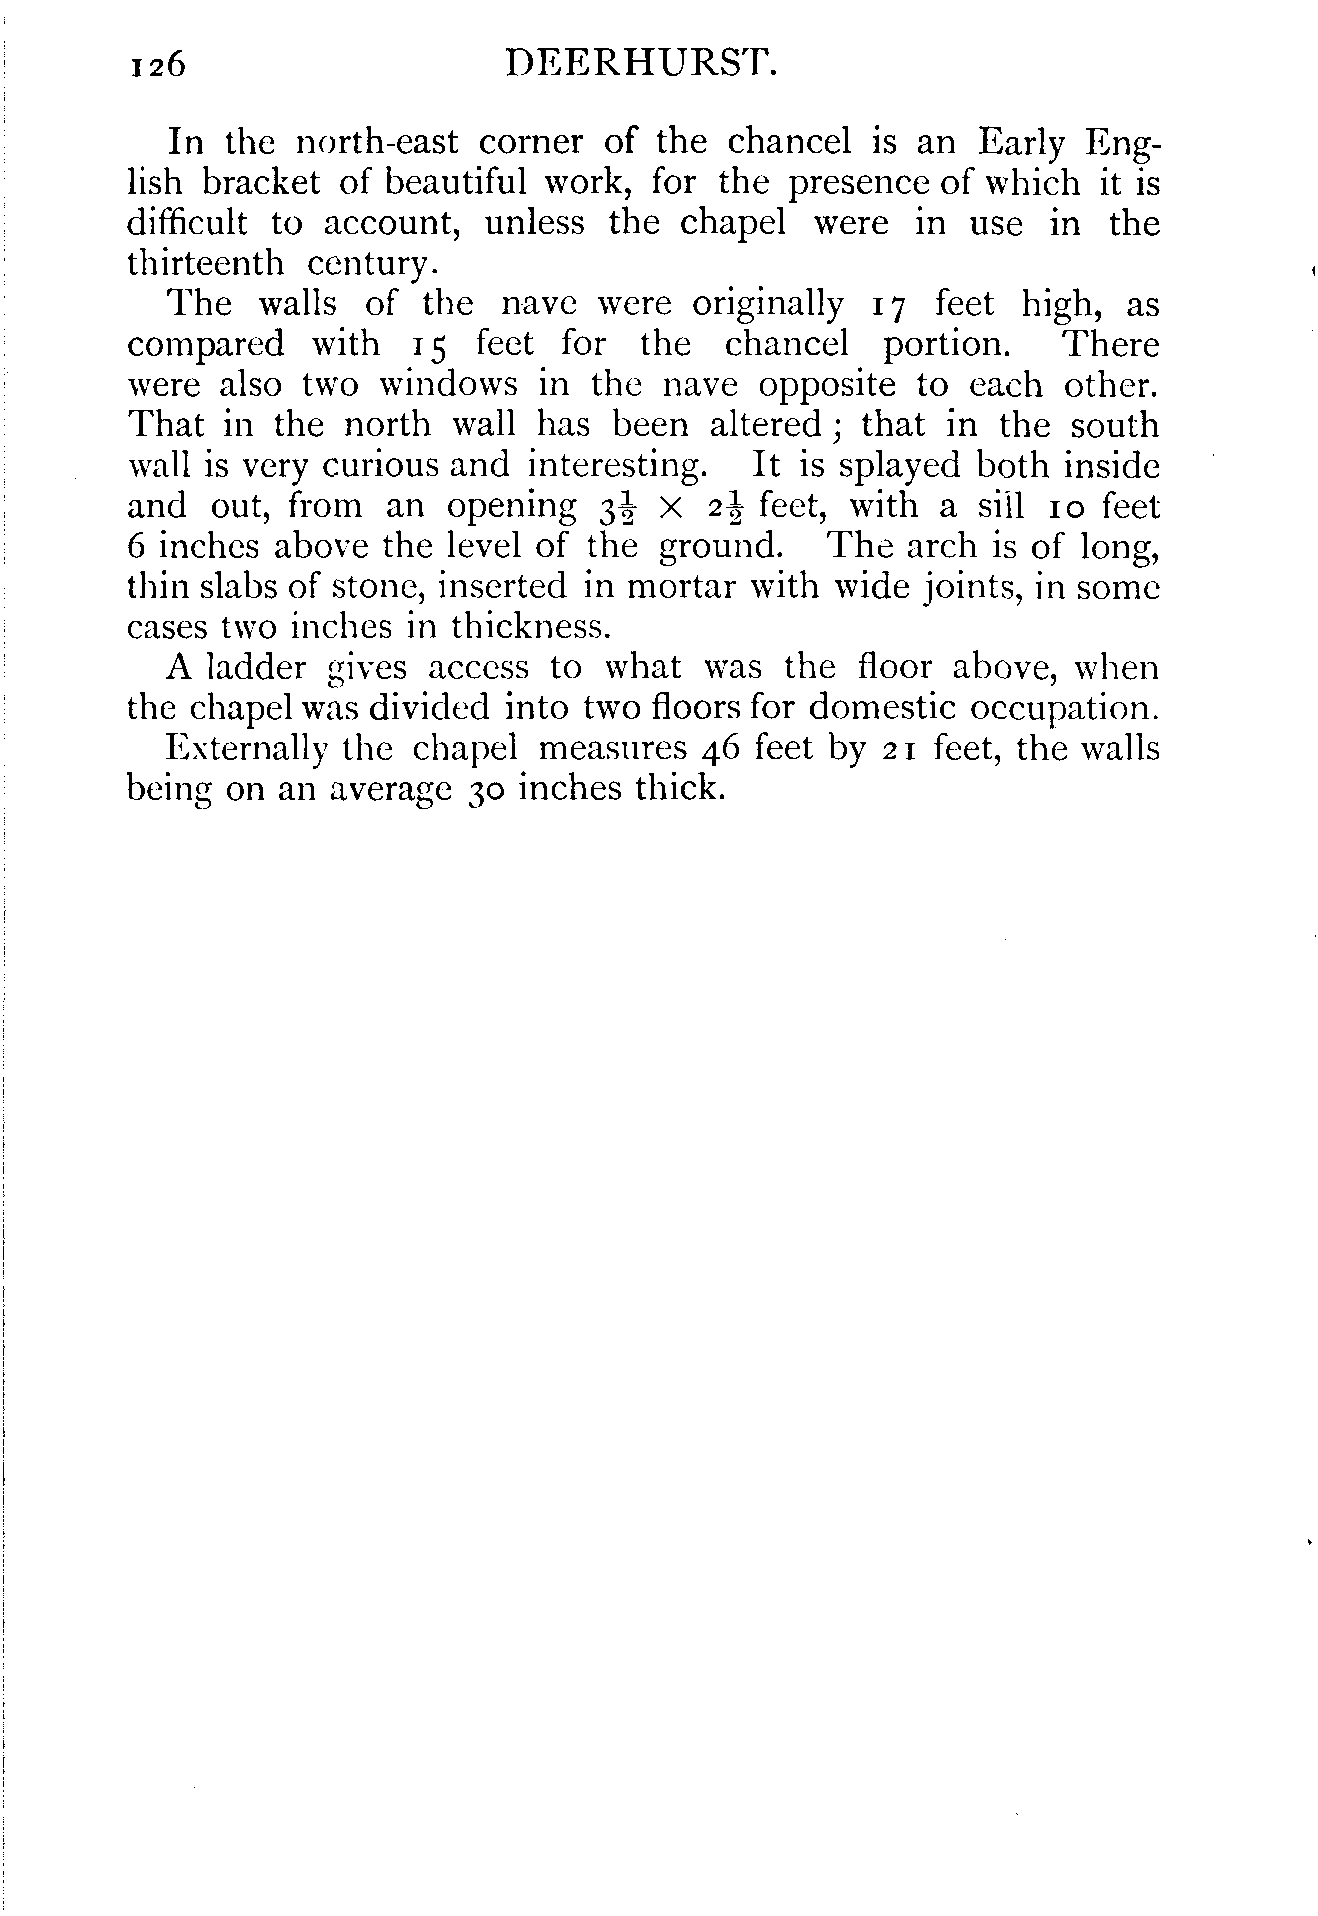 126 DEERHURST.
In the north-east corner of the chancel is an Early Eng-
lish bracket of beautiful work, for the presence of which it is
difficult to account, unless the chapel were in use in the
thirteenth century.
The walls of the nave were originally 17 feet high, as
compared with 15 feet for the chancel portion. There
were also two windows in the nave opposite to each other.
That in the north wall has been altered; that in the south
wall is very curious and interesting. It is splayed both inside
and out, from an opening 3½ × 2½ feet, with a sill 10 feet
6 inches above the level of the ground. The arch is of long,
thin slabs of stone, inserted in mortar with wide joints, in some
cases two inches in thickness.
A ladder gives access to what was the floor above, when
the chapel was divided into two floors for domestic occupation.
Externally the chapel measures 46 feet by 21 feet, the walls
being on an average 30 inches thick.